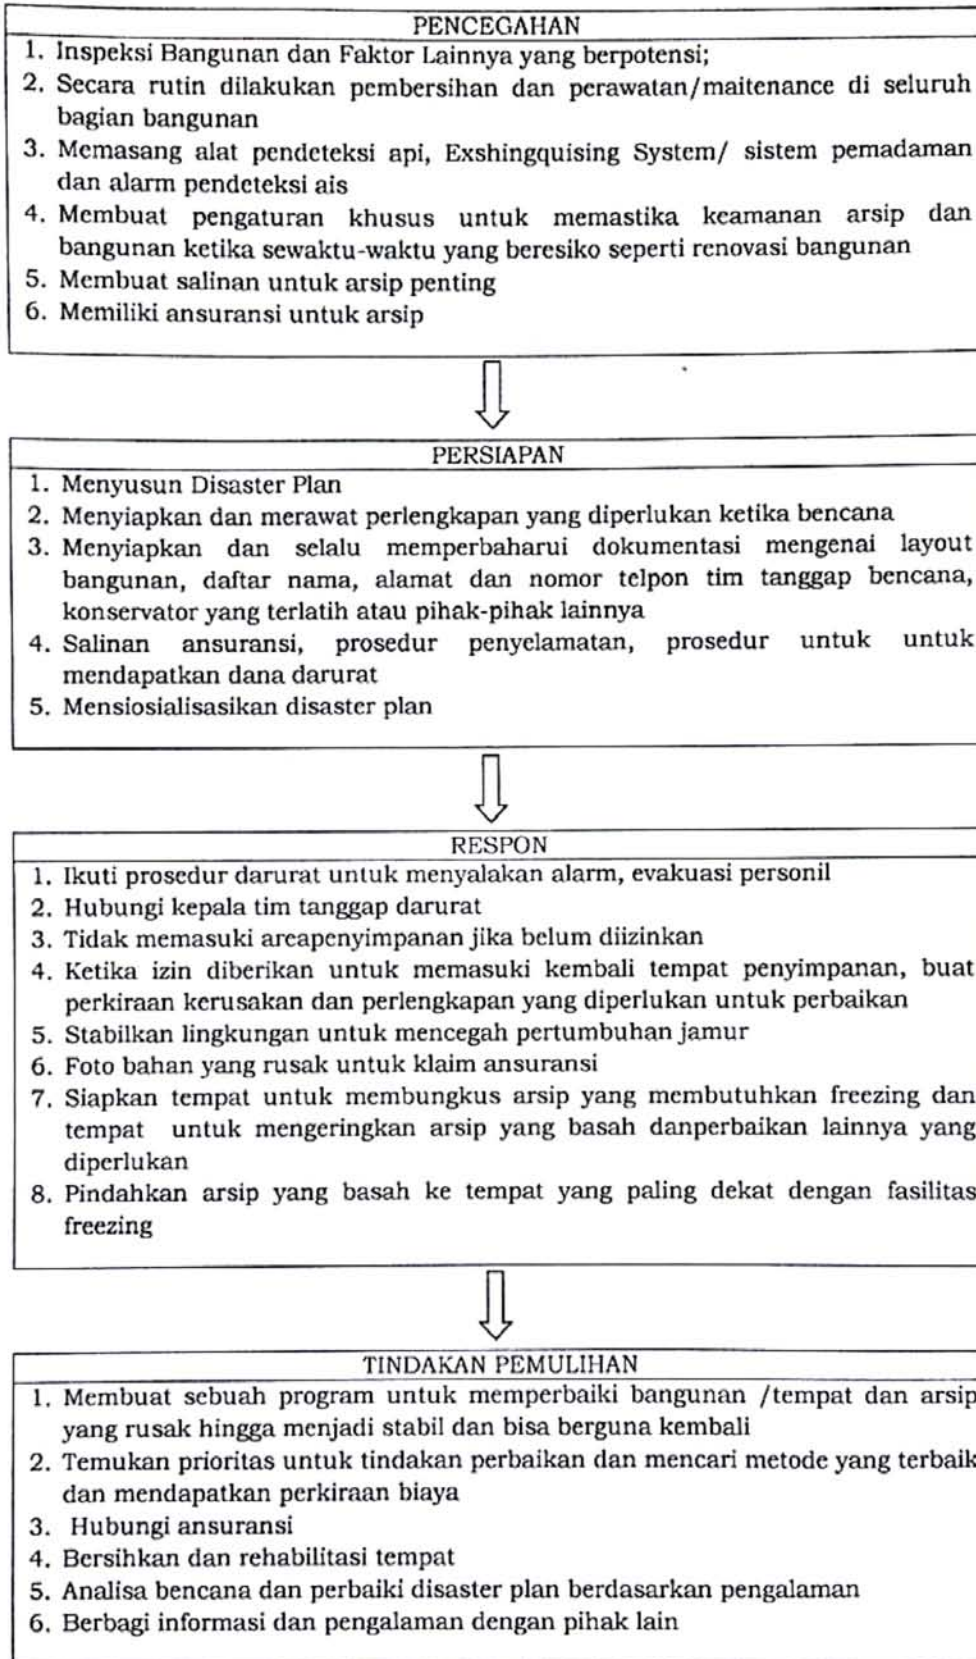 PENCEGAHAN
1. Inspeksi Bangunan dan Faktor Lainnya yang berpotensi;
2. Secara rutin dilakukan pembersihan dan perawatan/maitenance di seluruh
bagian bangunan
3. Memasang alat pendeteksi api, Exshingquising System/ sistem pemadaman
dan alarm pendeteksi ais
4. Membuat pengaturan khusus untuk memastika keamanan arsip dan
bangunan ketika sewaktu-waktu yang beresiko seperti renovasi bangunan
5. Membuat salinan untuk arsip penting
6. Memiliki ansuransi untuk arsip
PERSIAPAN
1. Menyusun Disaster Plan
2. Menyiapkan dan merawat perlengkapan yang diperlukan ketika bencana
3. Menyiapkan dan selalu memperbaharui dokumentasi mengenai layout
bangunan, daftar nama, alamat dan nomor telpon tim tanggap bencana,
konservator yang terlatih atau pihak-pihak lainnya
4. Salinan ansuransi, prosedur penyelamatan, prosedur untuk untuk
mendapatkan dana darurat
5. Mensiosialisasikan disaster plan
RESPON
1. Ikuti prosedur darurat untuk menyalakan alarm, evakuasi personil
2. Hubungi kepala tim tanggap darurat
3. Tidak memasuki areapenyimpanan jika belum diizinkan
4. Ketika izin diberikan untuk memasuki kembali tempat penyimpanan, buat
perkiraan kerusakan dan perlengkapan yang diperlukan untuk perbaikan
5. Stabilkan lingkungan untuk mencegah pertumbuhan jamur
6. Foto bahan yang rusak untuk klaim ansuransi
7. Siapkan tempat untuk membungkus arsip yang membutuhkan freezing dan
tempat untuk mengeringkan arsip yang basah danperbaikan lainnya yang
diperlukan
8. Pindahkan arsip yang basah ke tempat yang paling dekat dengan fasilitas
freezing
TINDAKAN PEMULIHAN
1. Membuat sebuah program untuk memperbaiki bangunan /tempat dan arsip
yang rusak hingga menjadi stabil dan bisa berguna kembali
2. Temukan prioritas untuk tindakan perbaikan dan mencari metode yang terbaik
dan mendapatkan perkiraan biaya
3. Hubungi ansuransi
4. Bersihkan dan rehabilitasi tempat
5. Analisa bencana dan perbaiki disaster plan berdasarkan pengalaman
6. Berbagi informasi dan pengalaman dengan pihak lain